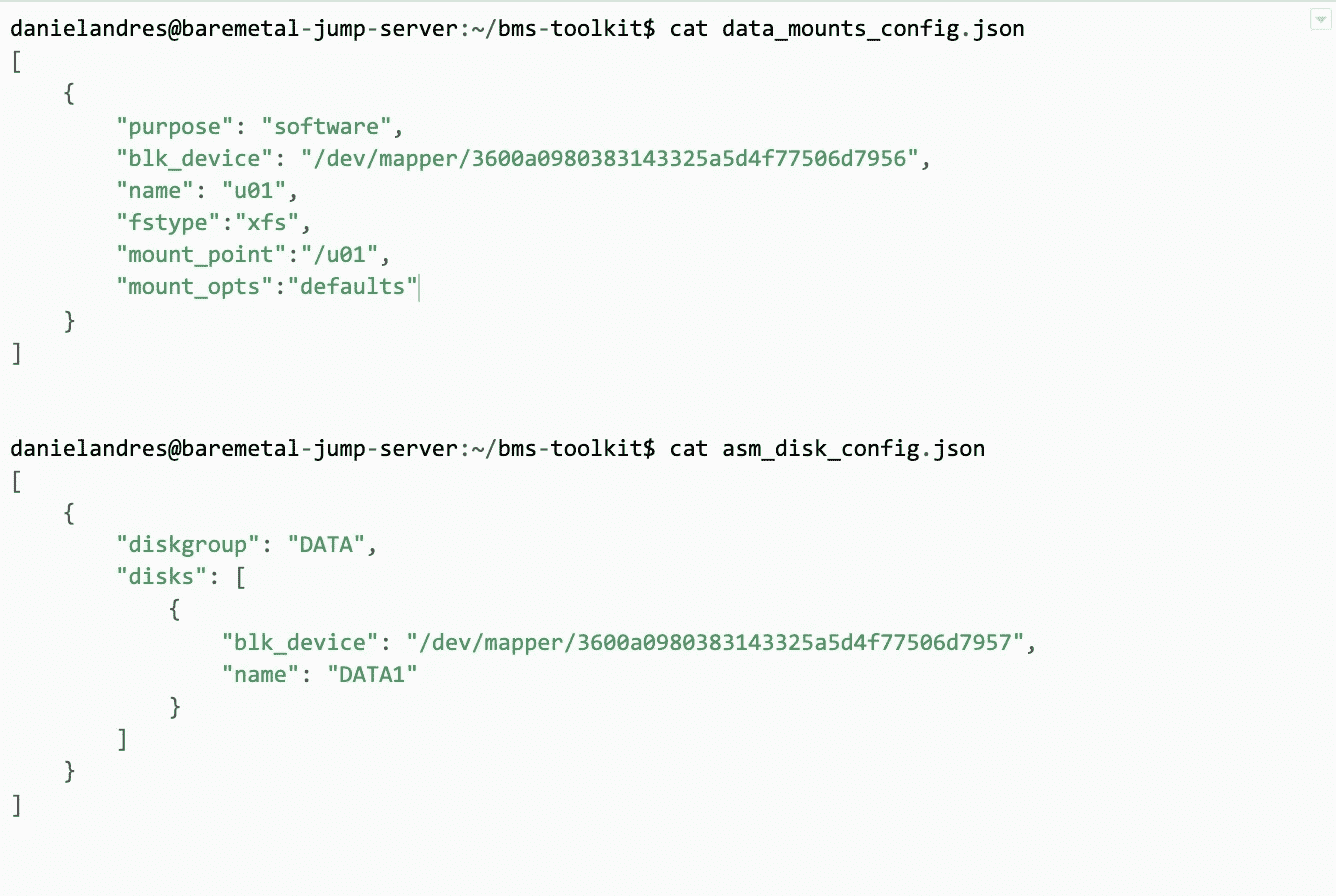 danielandres@baremetal-jump-server:~/bms-toolkit$ cat data_mounts_config.json
[
    {
        "purpose": "software",
        "blk_device": "/dev/mapper/3600a0980383143325a5d4f77506d7956",
        "name": "u01",
        "fstype":"xfs",
        "mount_point":"/u01",
        "mount_opts":"defaults"
    }
]
danielandres@baremetal-jump-server:~/bms-toolkit$ cat asm_disk_config.json
[
    {
        "diskgroup": "DATA",
        "disks": [
            {
                "blk_device": "/dev/mapper/3600a0980383143325a5d4f77506d7957",
                "name": "DATA1"
            }
        ]
    }
]